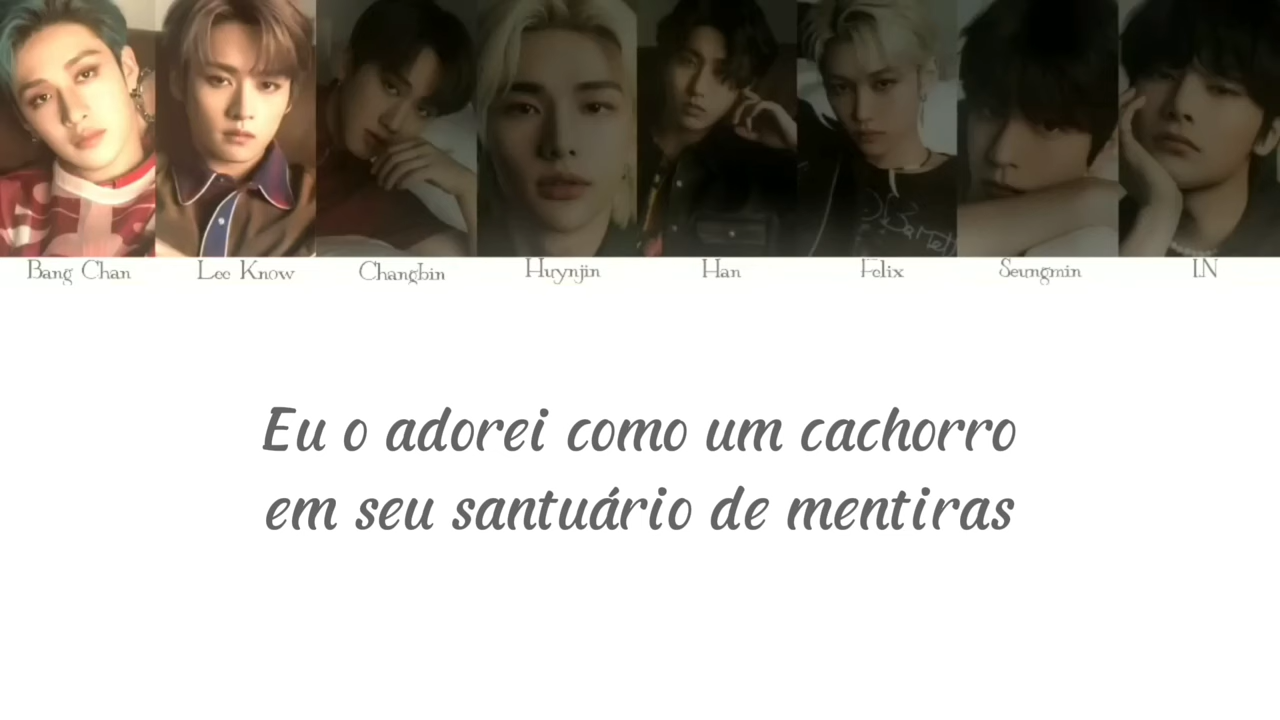 Bang Chan Lee Know Changbin Huynjin Han Felix Seungmin I.N
Eu o adorei como um cachorro
em seu santuário de mentiras